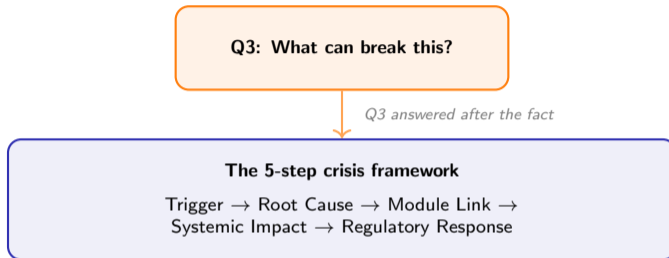 Q3: What can break this?
Q3 answered after the fact
The 5-step crisis framework
Trigger → Root Cause → Module Link →
Systemic Impact → Regulatory Response